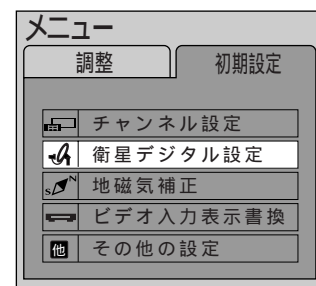 メニュー
調整 初期設定
チャンネル設定
衛星デジタル設定
S N 地磁気補正
ビデオ入力表示書換
他 その他の設定